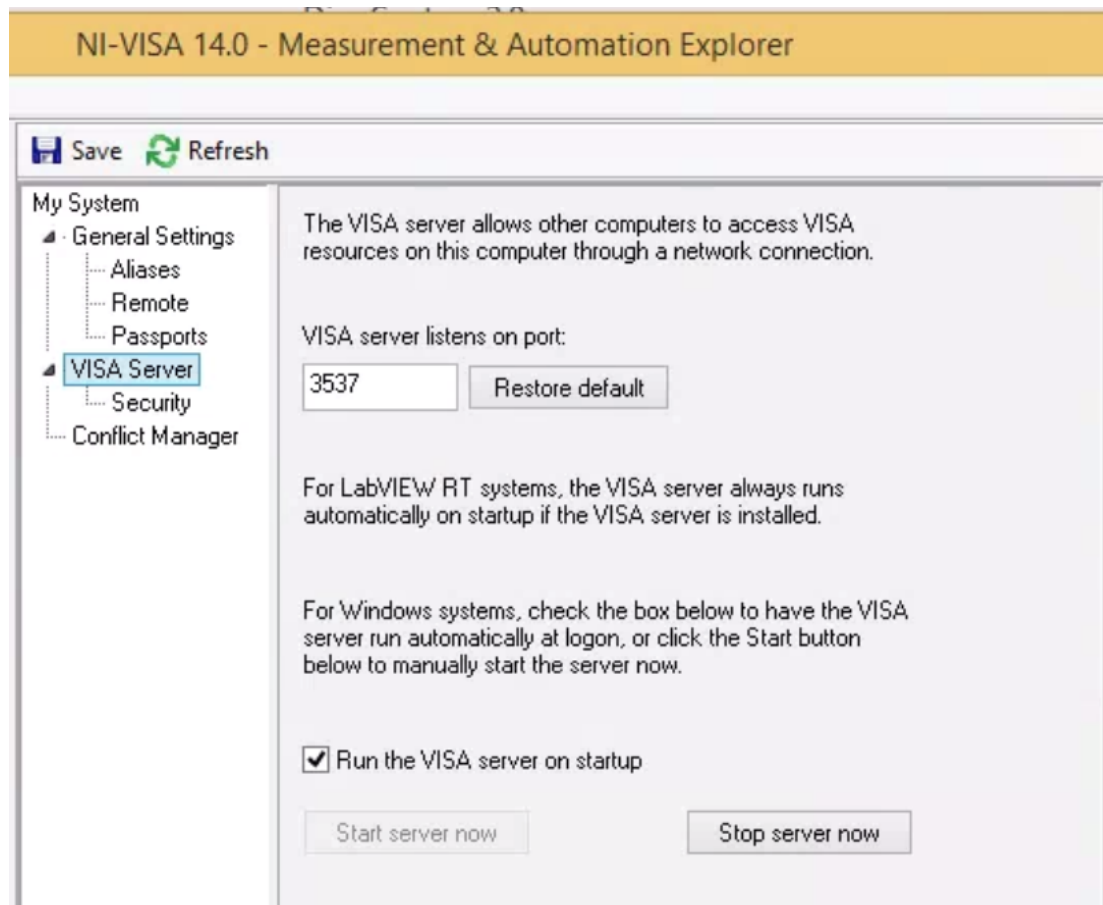 NI-VISA 14.0 - Measurement & Automation Explorer
Save Refresh
My System
General Settings
Aliases
Remote
Passports
VISA Server
Security
Conflict Manager
The VISA server allows other computers to access VISA
resources on this computer through a network connection.
VISA server listens on port:
3537 Restore default
For LabVIEW RT systems, the VISA server always runs
automatically on startup if the VISA server is installed.
For Windows systems, check the box below to have the VISA
server run automatically at logon, or click the Start button
below to manually start the server now.
Run the VISA server on startup
Start server now Stop server now